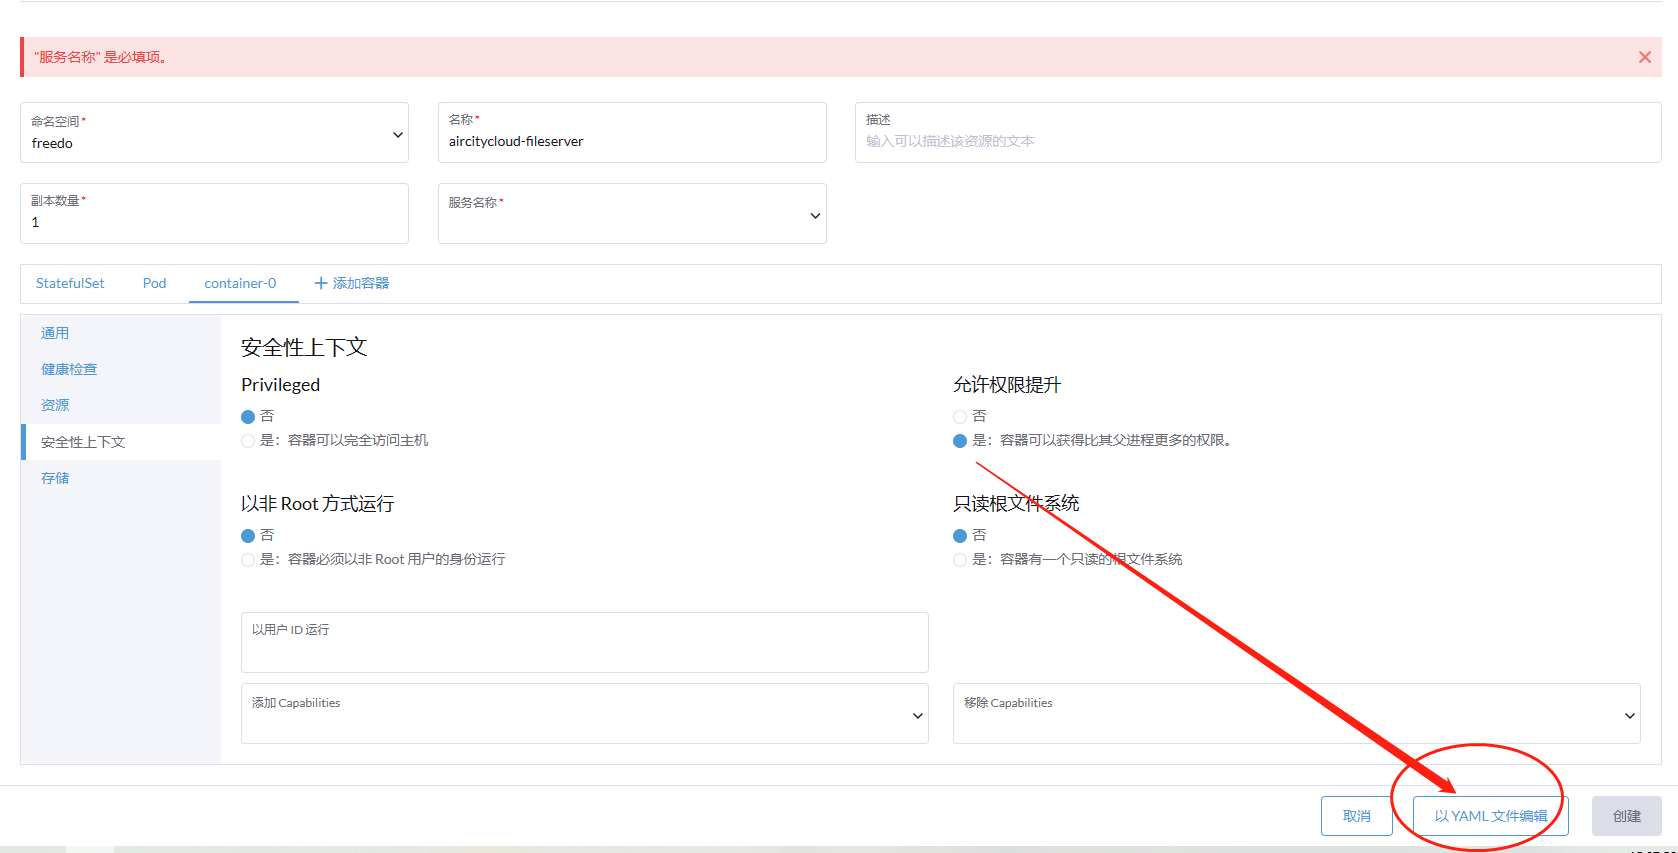 "服务名称" 是必填项。
命名空间*
freedo
名称*
aircitycloud-fileserver
描述
输入可以描述该资源的文本
副本数量*
1
服务名称*
StatefulSet
Pod
container-0
添加容器
通用
健康检查
资源
安全性上下文
存储
安全性上下文
Privileged
否
是：容器可以完全访问主机
允许权限提升
否
是：容器可以获得比其父进程更多的权限。
以非 Root 方式运行
否
是：容器必须以非 Root 用户的身份运行
只读根文件系统
否
是：容器有一个只读的根文件系统
以用户 ID 运行
添加 Capabilities
移除 Capabilities
取消
以 YAML 文件编辑
创建